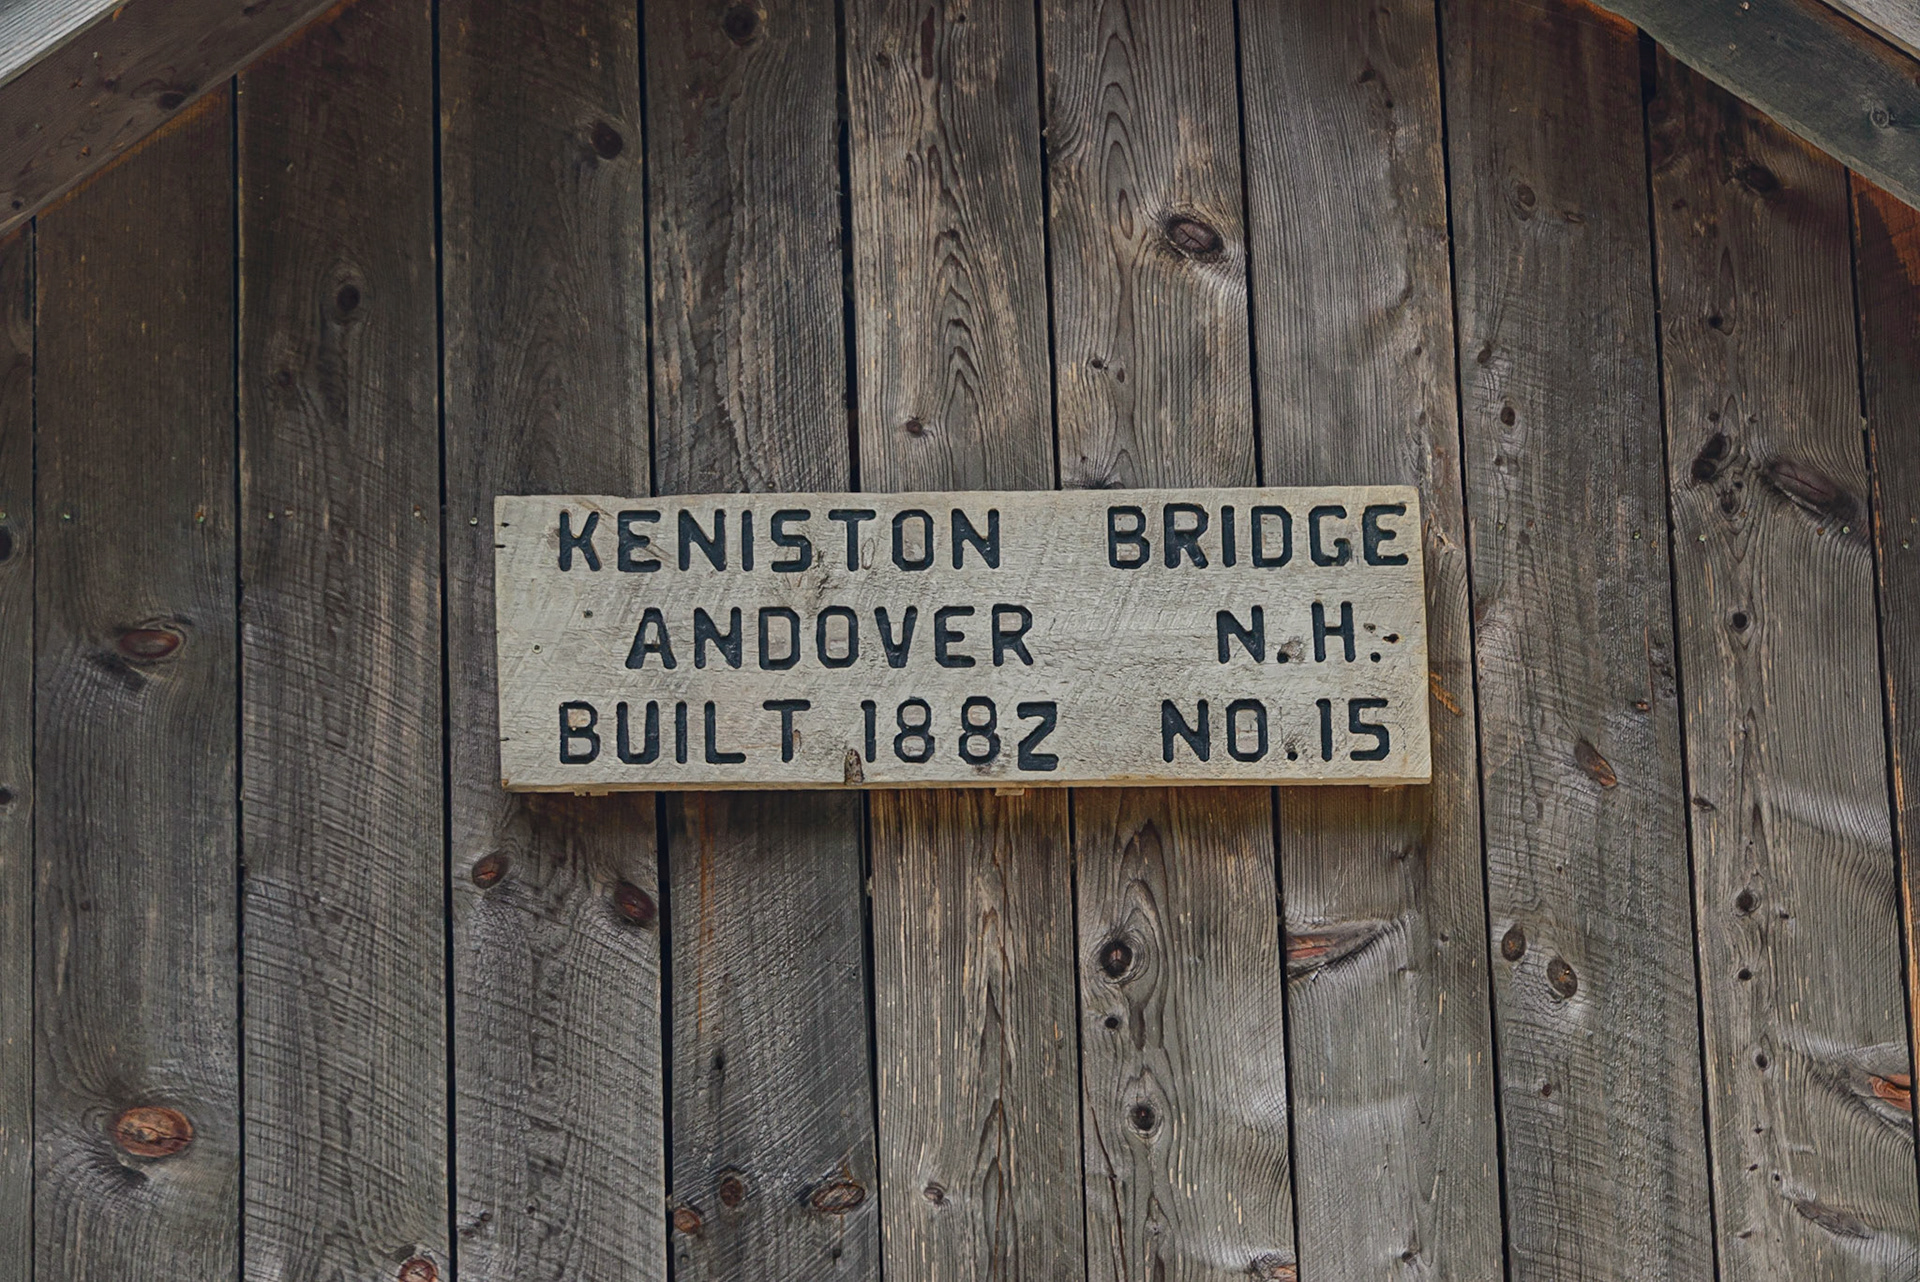 KENISTON BRIDGE
ANDOVER N.H.
BUILT 1882 NO.15